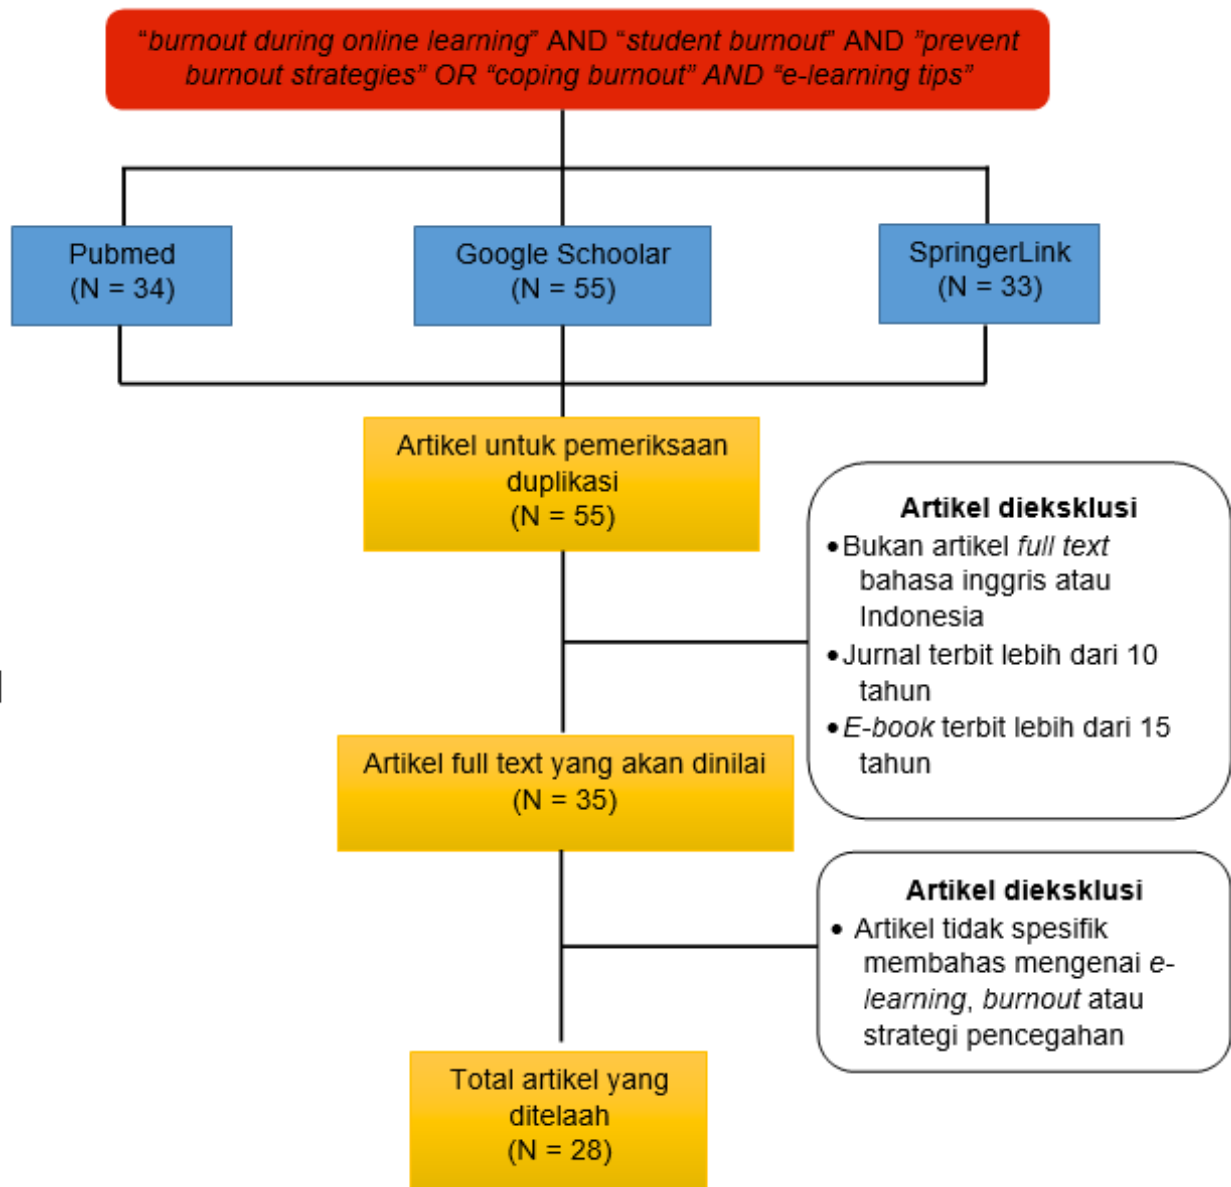 “burnout during online learning” AND “student burnout” AND ”prevent
burnout strategies” OR “coping burnout” AND “e-learning tips”
Pubmed
(N = 34)
Google Schoolar
(N = 55)
SpringerLink
(N = 33)
Artikel untuk pemeriksaan
duplikasi
(N = 55)
Artikel dieksklusi
•Bukan artikel full text
bahasa inggris atau
Indonesia
•Jurnal terbit lebih dari 10
tahun
•E-book terbit lebih dari 15
tahun
Artikel full text yang akan dinilai
(N = 35)
Artikel dieksklusi
• Artikel tidak spesifik
membahas mengenai e-
learning, burnout atau
strategi pencegahan
Total artikel yang
ditelaah
(N = 28)